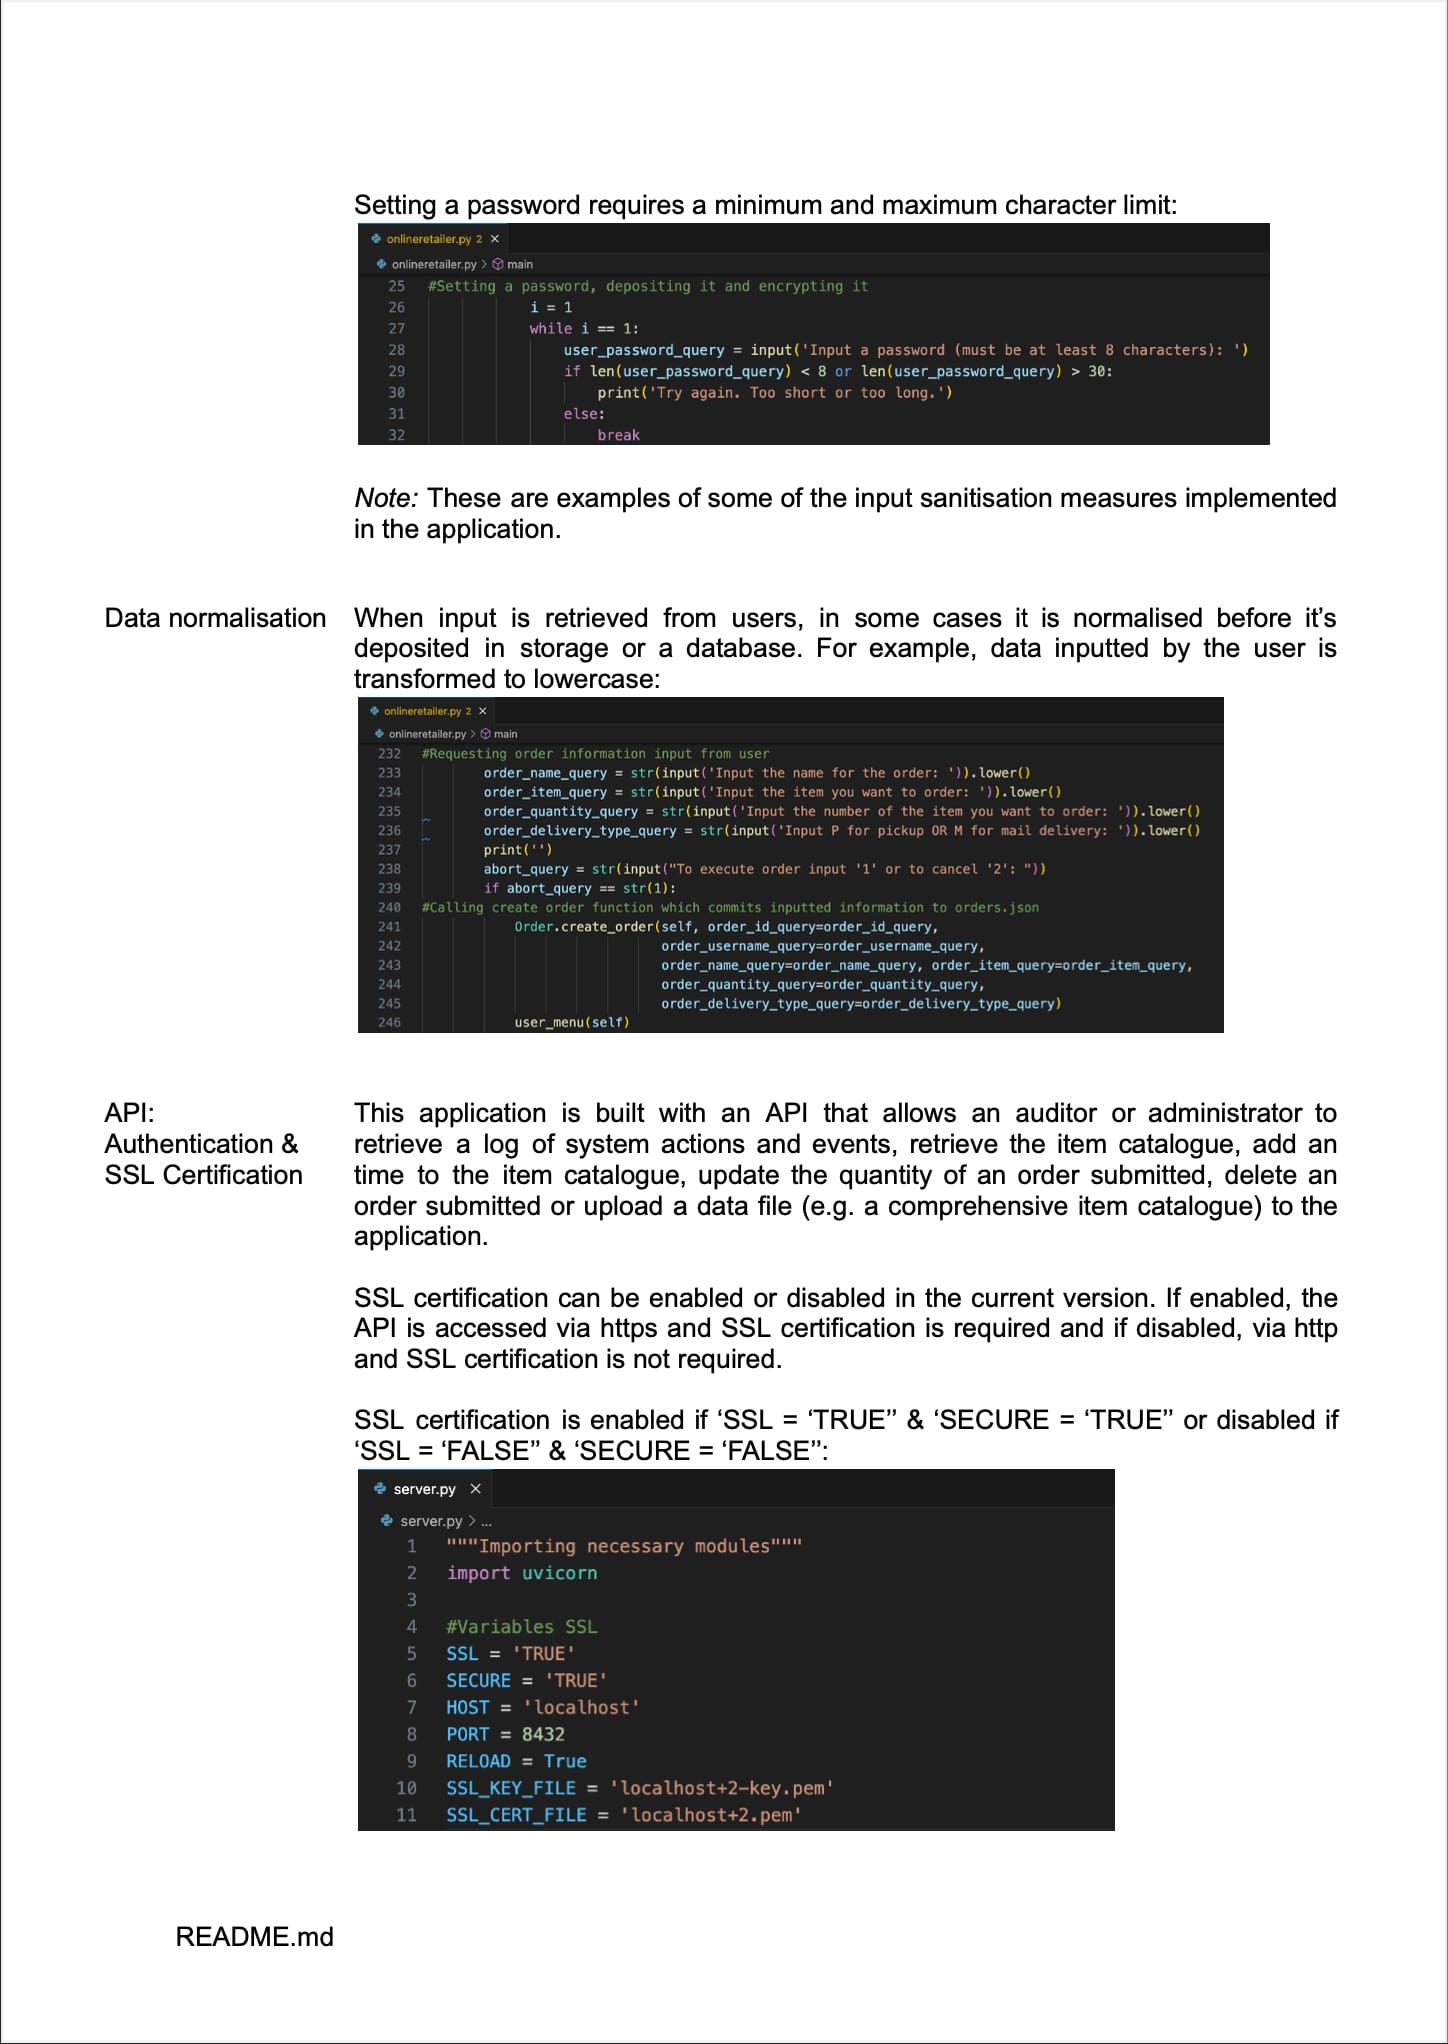 Setting a password requires a minimum and maximum character limit:
onlineretailer.py 2 ×
onlineretailer.py > main
25 #Setting a password, depositing it and encrypting it
26 i = 1
27 while i == 1:
28 user_password_query = input('Input a password (must be at least 8 characters): ')
29 if len(user_password_query) < 8 or len(user_password_query) > 30:
30 print('Try again. Too short or too long.')
31 else:
32 break
Note: These are examples of some of the input sanitisation measures implemented
in the application.
Data normalisation
When input is retrieved from users, in some cases it is normalised before it’s
deposited in storage or a database. For example, data inputted by the user is
transformed to lowercase:
onlineretailer.py 2 ×
onlineretailer.py > main
232 #Requesting order information input from user
233 order_name_query = str(input('Input the name for the order: ')).lower()
234 order_item_query = str(input('Input the item you want to order: ')).lower()
235 order_quantity_query = str(input('Input the number of the item you want to order: ')).lower()
236 order_delivery_type_query = str(input('Input P for pickup OR M for mail delivery: ')).lower()
237 print('')
238 abort_query = str(input("To execute order input '1' or to cancel '2': "))
239 if abort_query == str(1):
240 #Calling create order function which commits inputted information to orders.json
241 Order.create_order(self, order_id_query=order_id_query,
242 order_username_query=order_username_query,
243 order_name_query=order_name_query, order_item_query=order_item_query,
244 order_quantity_query=order_quantity_query,
245 order_delivery_type_query=order_delivery_type_query)
246 user_menu(self)
API:
Authentication &
SSL Certification
This application is built with an API that allows an auditor or administrator to
retrieve a log of system actions and events, retrieve the item catalogue, add an
time to the item catalogue, update the quantity of an order submitted, delete an
order submitted or upload a data file (e.g. a comprehensive item catalogue) to the
application.
SSL certification can be enabled or disabled in the current version. If enabled, the
API is accessed via https and SSL certification is required and if disabled, via http
and SSL certification is not required.
SSL certification is enabled if ‘SSL = ‘TRUE’’ & ‘SECURE = ‘TRUE’’ or disabled if
‘SSL = ‘FALSE’’ & ‘SECURE = ‘FALSE’’:
server.py ×
server.py > ...
1 """Importing necessary modules"""
2 import uvicorn
3
4 #Variables SSL
5 SSL = 'TRUE'
6 SECURE = 'TRUE'
7 HOST = 'localhost'
8 PORT = 8432
9 RELOAD = True
10 SSL_KEY_FILE = 'localhost+2-key.pem'
11 SSL_CERT_FILE = 'localhost+2.pem'
README.md